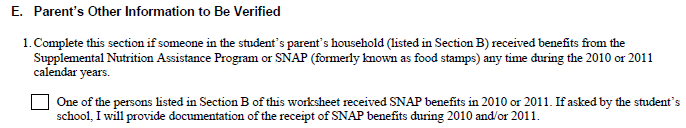 E. Parent's Other Information to Be Verified
1. Complete this section if someone in the student's parent's household (listed in Section B) received benefits from the
Supplemental Nutrition Assistance Program or SNAP (formerly known as food stamps) any time during the 2010 or 2011
calendar years.
One of the persons listed in Section B of this worksheet received SNAP benefits in 2010 or 2011. If asked by the student's
school, I will provide documentation of the receipt of SNAP benefits during 2010 and/or 2011.